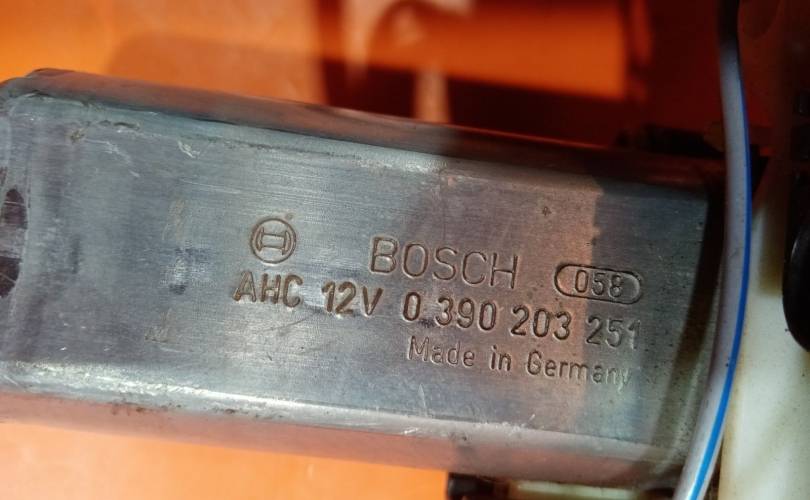 BOSCH 058
AHC 12V 0 390 203 251
Made in Germany